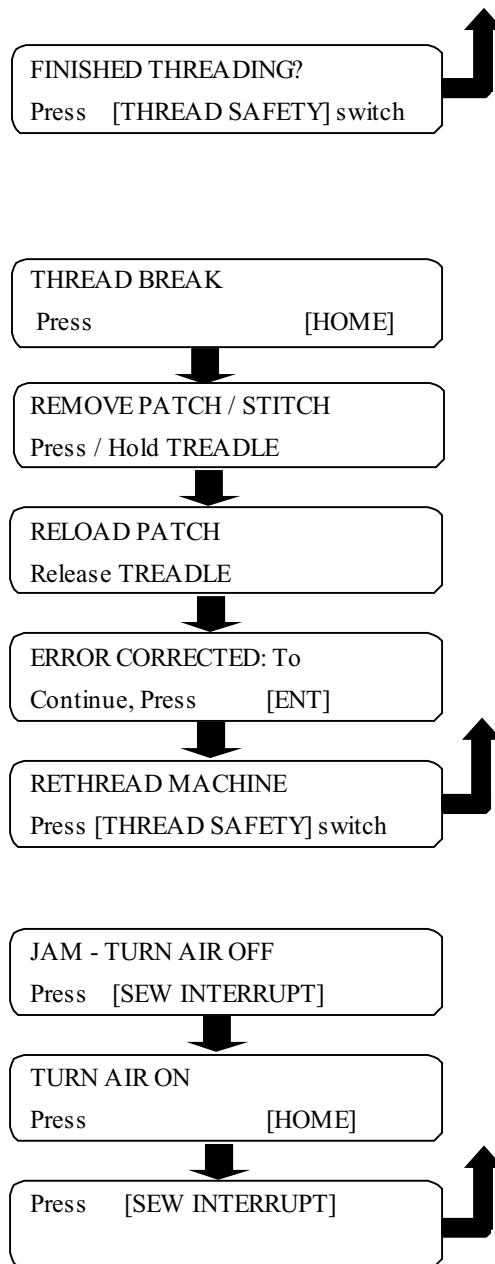 FINISHED THREADING?
Press [THREAD SAFETY] switch
THREAD BREAK
Press [HOME]
REMOVE PATCH / STITCH
Press / Hold TREADLE
RELOAD PATCH
Release TREADLE
ERROR CORRECTED: To
Continue, Press [ENT]
RETHREAD MACHINE
Press [THREAD SAFETY] switch
JAM - TURN AIR OFF
Press [SEW INTERRUPT]
TURN AIR ON
Press [HOME]
Press [SEW INTERRUPT]